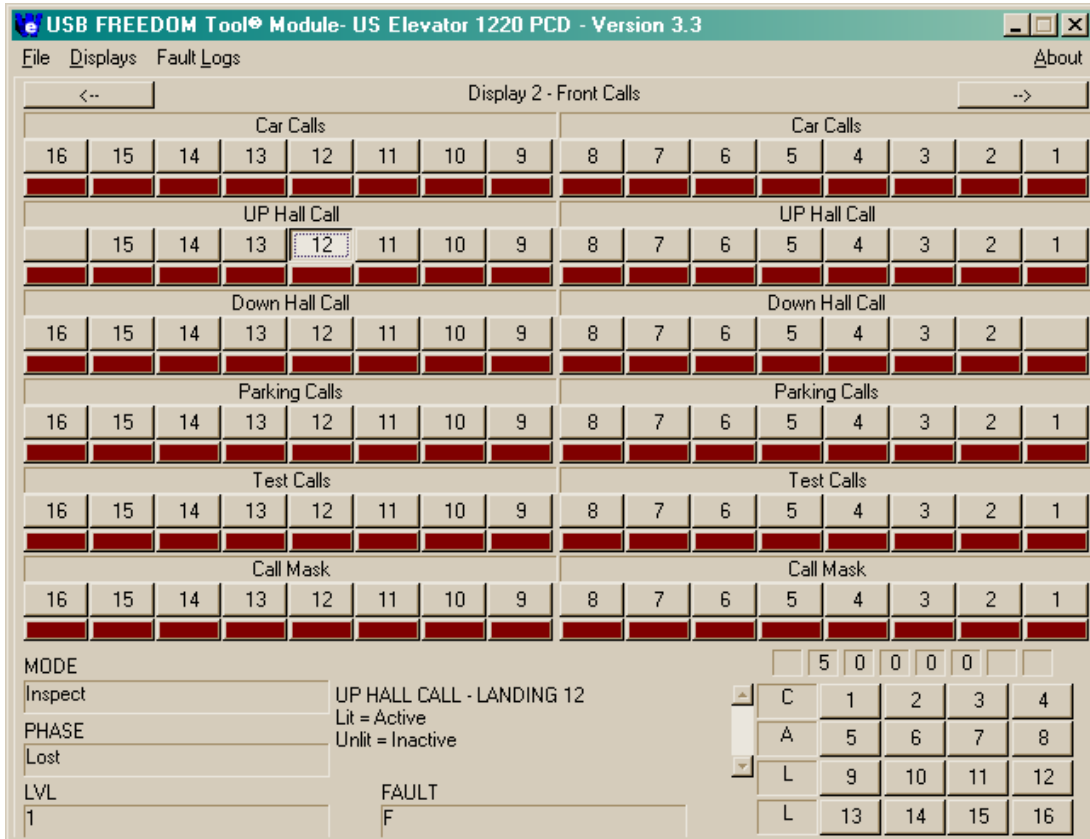 USB FREEDOM Tool® Module- US Elevator 1220 PCD - Version 3.3
File Displays Fault Logs About
<-- Display 2 - Front Calls -->
Car Calls Car Calls
16 15 14 13 12 11 10 9 8 7 6 5 4 3 2 1
UP Hall Call UP Hall Call
15 14 13 12 11 10 9 8 7 6 5 4 3 2 1
Down Hall Call Down Hall Call
16 15 14 13 12 11 10 9 8 7 6 5 4 3 2
Parking Calls Parking Calls
16 15 14 13 12 11 10 9 8 7 6 5 4 3 2 1
Test Calls Test Calls
16 15 14 13 12 11 10 9 8 7 6 5 4 3 2 1
Call Mask Call Mask
16 15 14 13 12 11 10 9 8 7 6 5 4 3 2 1
MODE
Inspect
PHASE
Lost
LVL
1
UP HALL CALL - LANDING 12
Lit = Active
Unlit = Inactive
FAULT
F
5 0 0 0 0
C 1 2 3 4
A 5 6 7 8
L 9 10 11 12
L 13 14 15 16